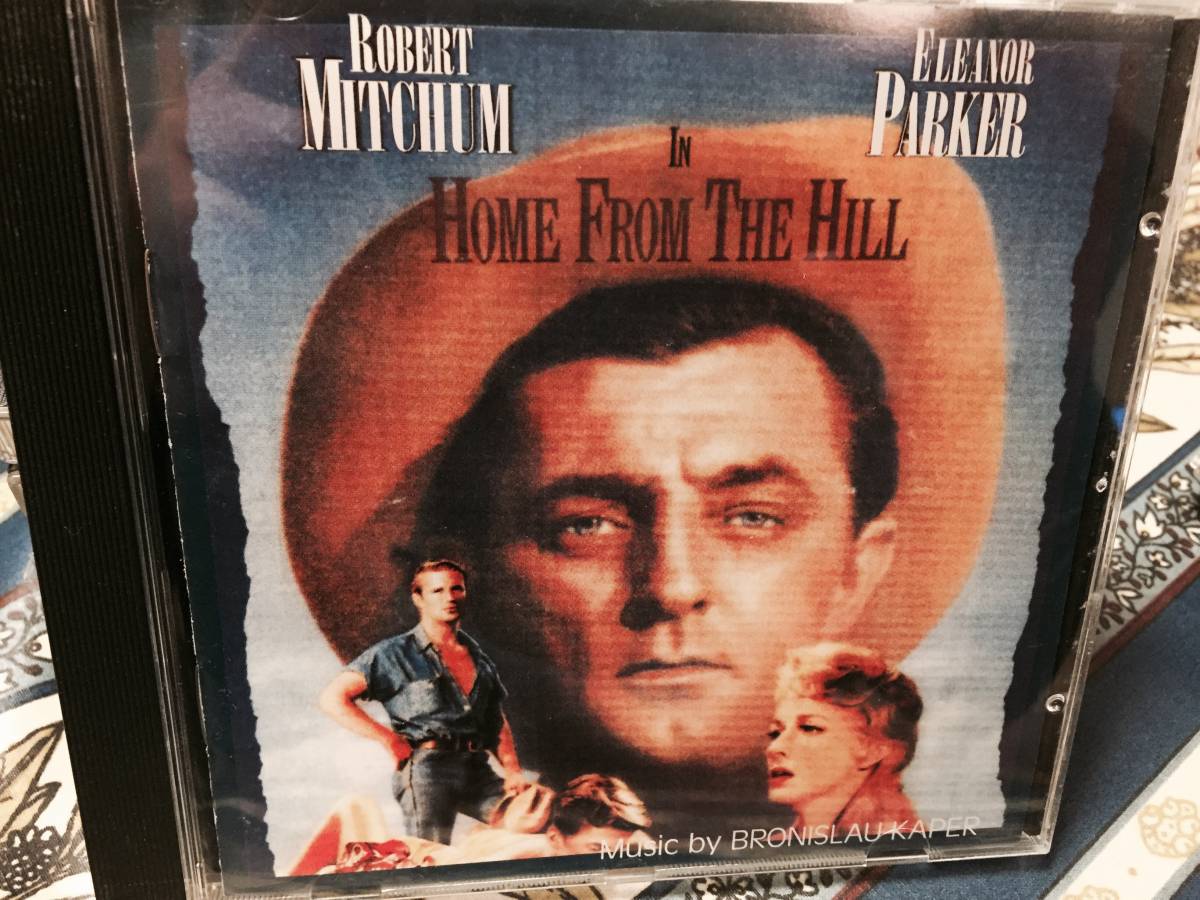 ROBERT
MITCHUM
ELEANOR
PARKER
IN
HOME FROM THE HILL
Music by BRONISLAU KAPER